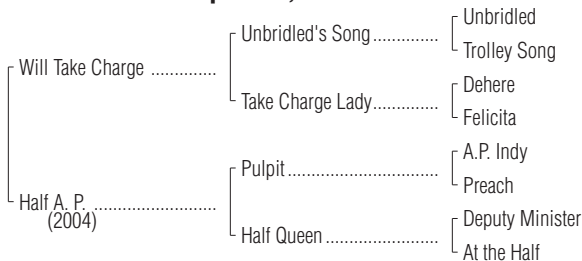 Unbridled
Unbridled's Song..............
Trolley Song
Will Take Charge ..............
Dehere
Take Charge Lady..............
Felicita
A.P. Indy
Pulpit................................
Preach
Half A. P. ..........................
(2004)
Deputy Minister
Half Queen ........................
At the Half